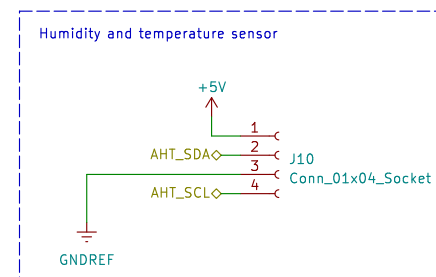 Humidity and temperature sensor
+5V
1
AHT_SDA 2
3
AHT_SCL 4
J10
Conn_01x04_Socket
GNDREF